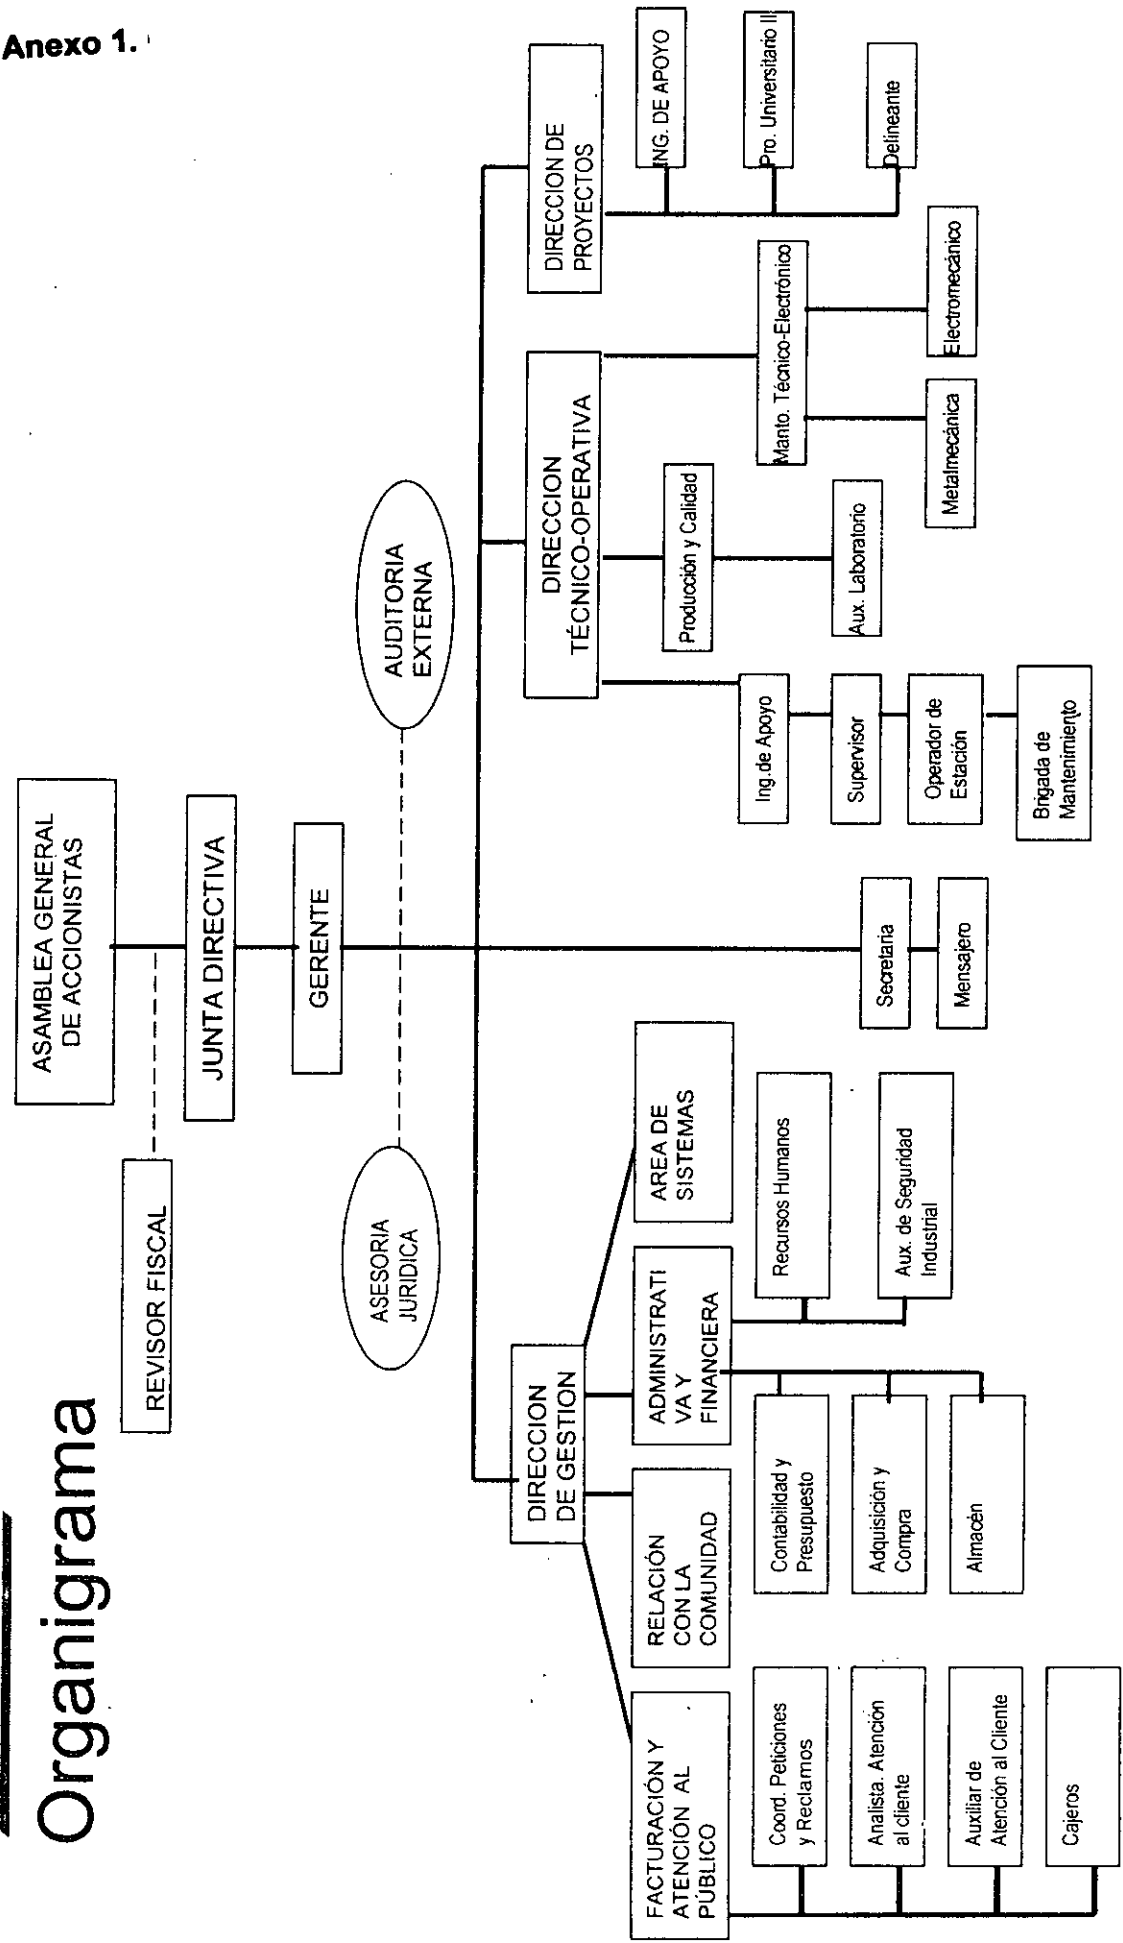 Anexo 1.
Organigrama
ASAMBLEA GENERAL
DE ACCIONISTAS
REVISOR FISCAL
JUNTA DIRECTIVA
GERENTE
ASESORIA
JURIDICA
AUDITORIA
EXTERNA
DIRECCION
DE GESTION
DIRECCION
TÉCNICO-OPERATIVA
DIRECCION DE
PROYECTOS
FACTURACIÓN Y
ATENCIÓN AL
PÚBLICO
RELACIÓN
CON LA
COMUNIDAD
ADMINISTRATI
VA Y
FINANCIERA
AREA DE
SISTEMAS
Coord. Peticiones
y Reclamos
Analista. Atención
al cliente
Auxiliar de
Atención al Cliente
Cajeros
Contabilidad y
Presupuesto
Adquisición y
Compra
Almacén
Recursos Humanos
Aux. de Seguridad
Industrial
Secretaria
Mensajero
Ing.de Apoyo
Supervisor
Operador de
Estación
Brigada de
Mantenimiento
Producción y Calidad
Aux. Laboratorio
Manto. Técnico-Electrónico
Metalmecánica
Electromecánico
ING. DE APOYO
Pro. Universitario II
Delineante